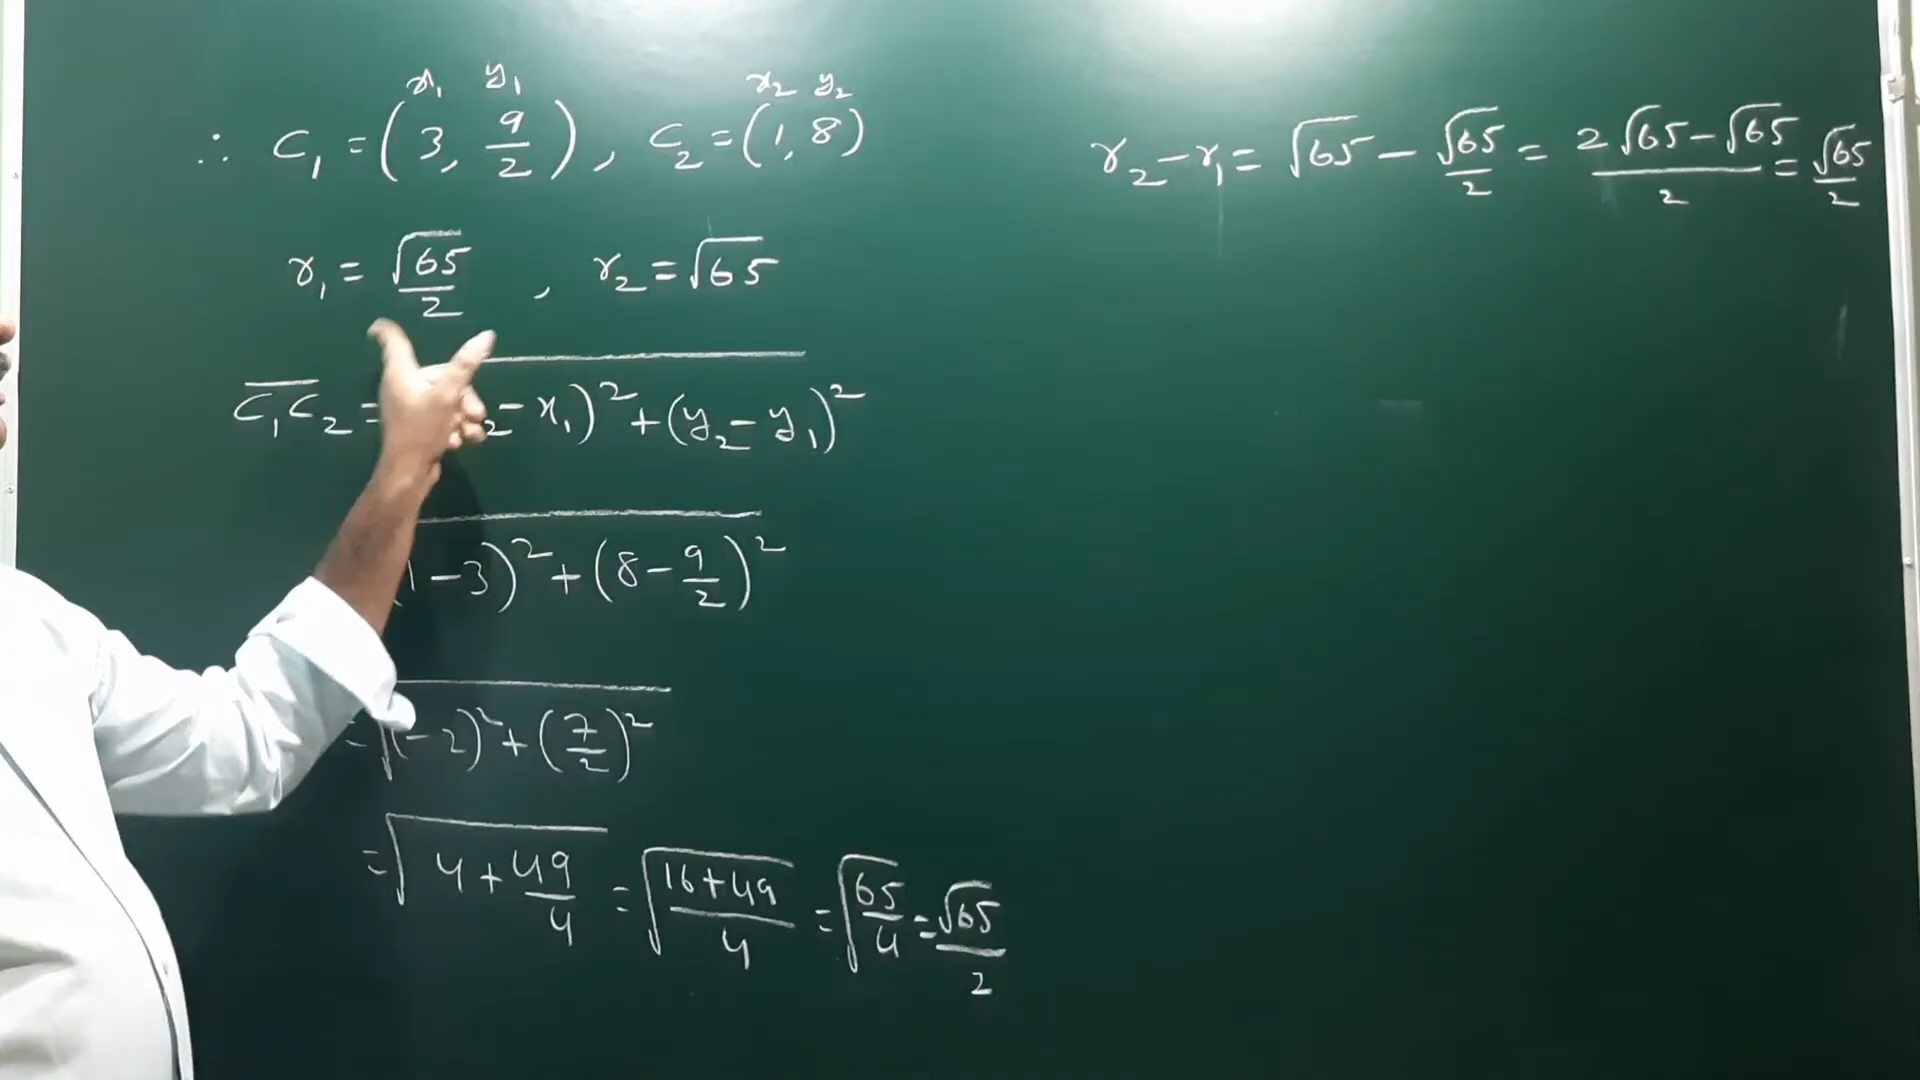 x₁ y₁ x₂ y₂
∴ C₁ = (3, 9/2), C₂ = (1, 8)
r₁ = √65/2 , r₂ = √65
C₁C₂ = ₂ - x₁)² + (y₂ - y₁)²
(1 - 3)² + (8 - 9/2)²
= √(-2)² + (7/2)²
= √4 + 49/4 = √16+49/4 = √65/4 = √65/2
r₂ - r₁ = √65 - √65/2 = 2√65 - √65/2 = √65/2